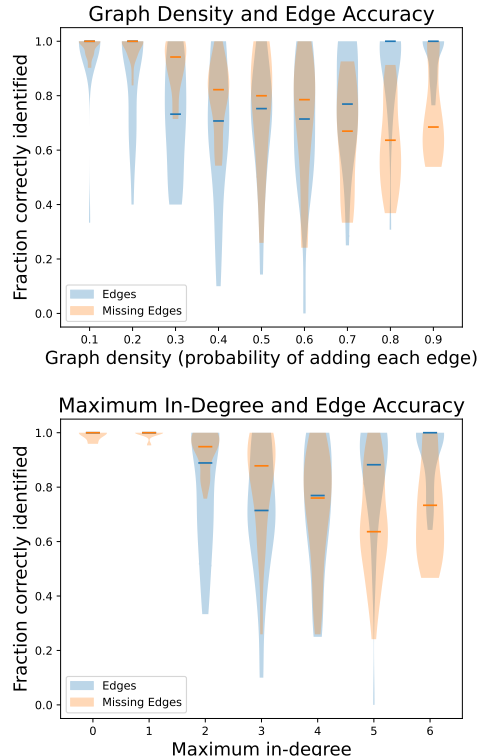 Graph Density and Edge Accuracy
Fraction correctly identified
1.0
0.8
0.6
0.4
0.2
0.0
Edges
Missing Edges
0.1 0.2 0.3 0.4 0.5 0.6 0.7 0.8 0.9
Graph density (probability of adding each edge)
Maximum In-Degree and Edge Accuracy
Fraction correctly identified
1.0
0.8
0.6
0.4
0.2
0.0
Edges
Missing Edges
0 1 2 3 4 5 6
Maximum in-degree